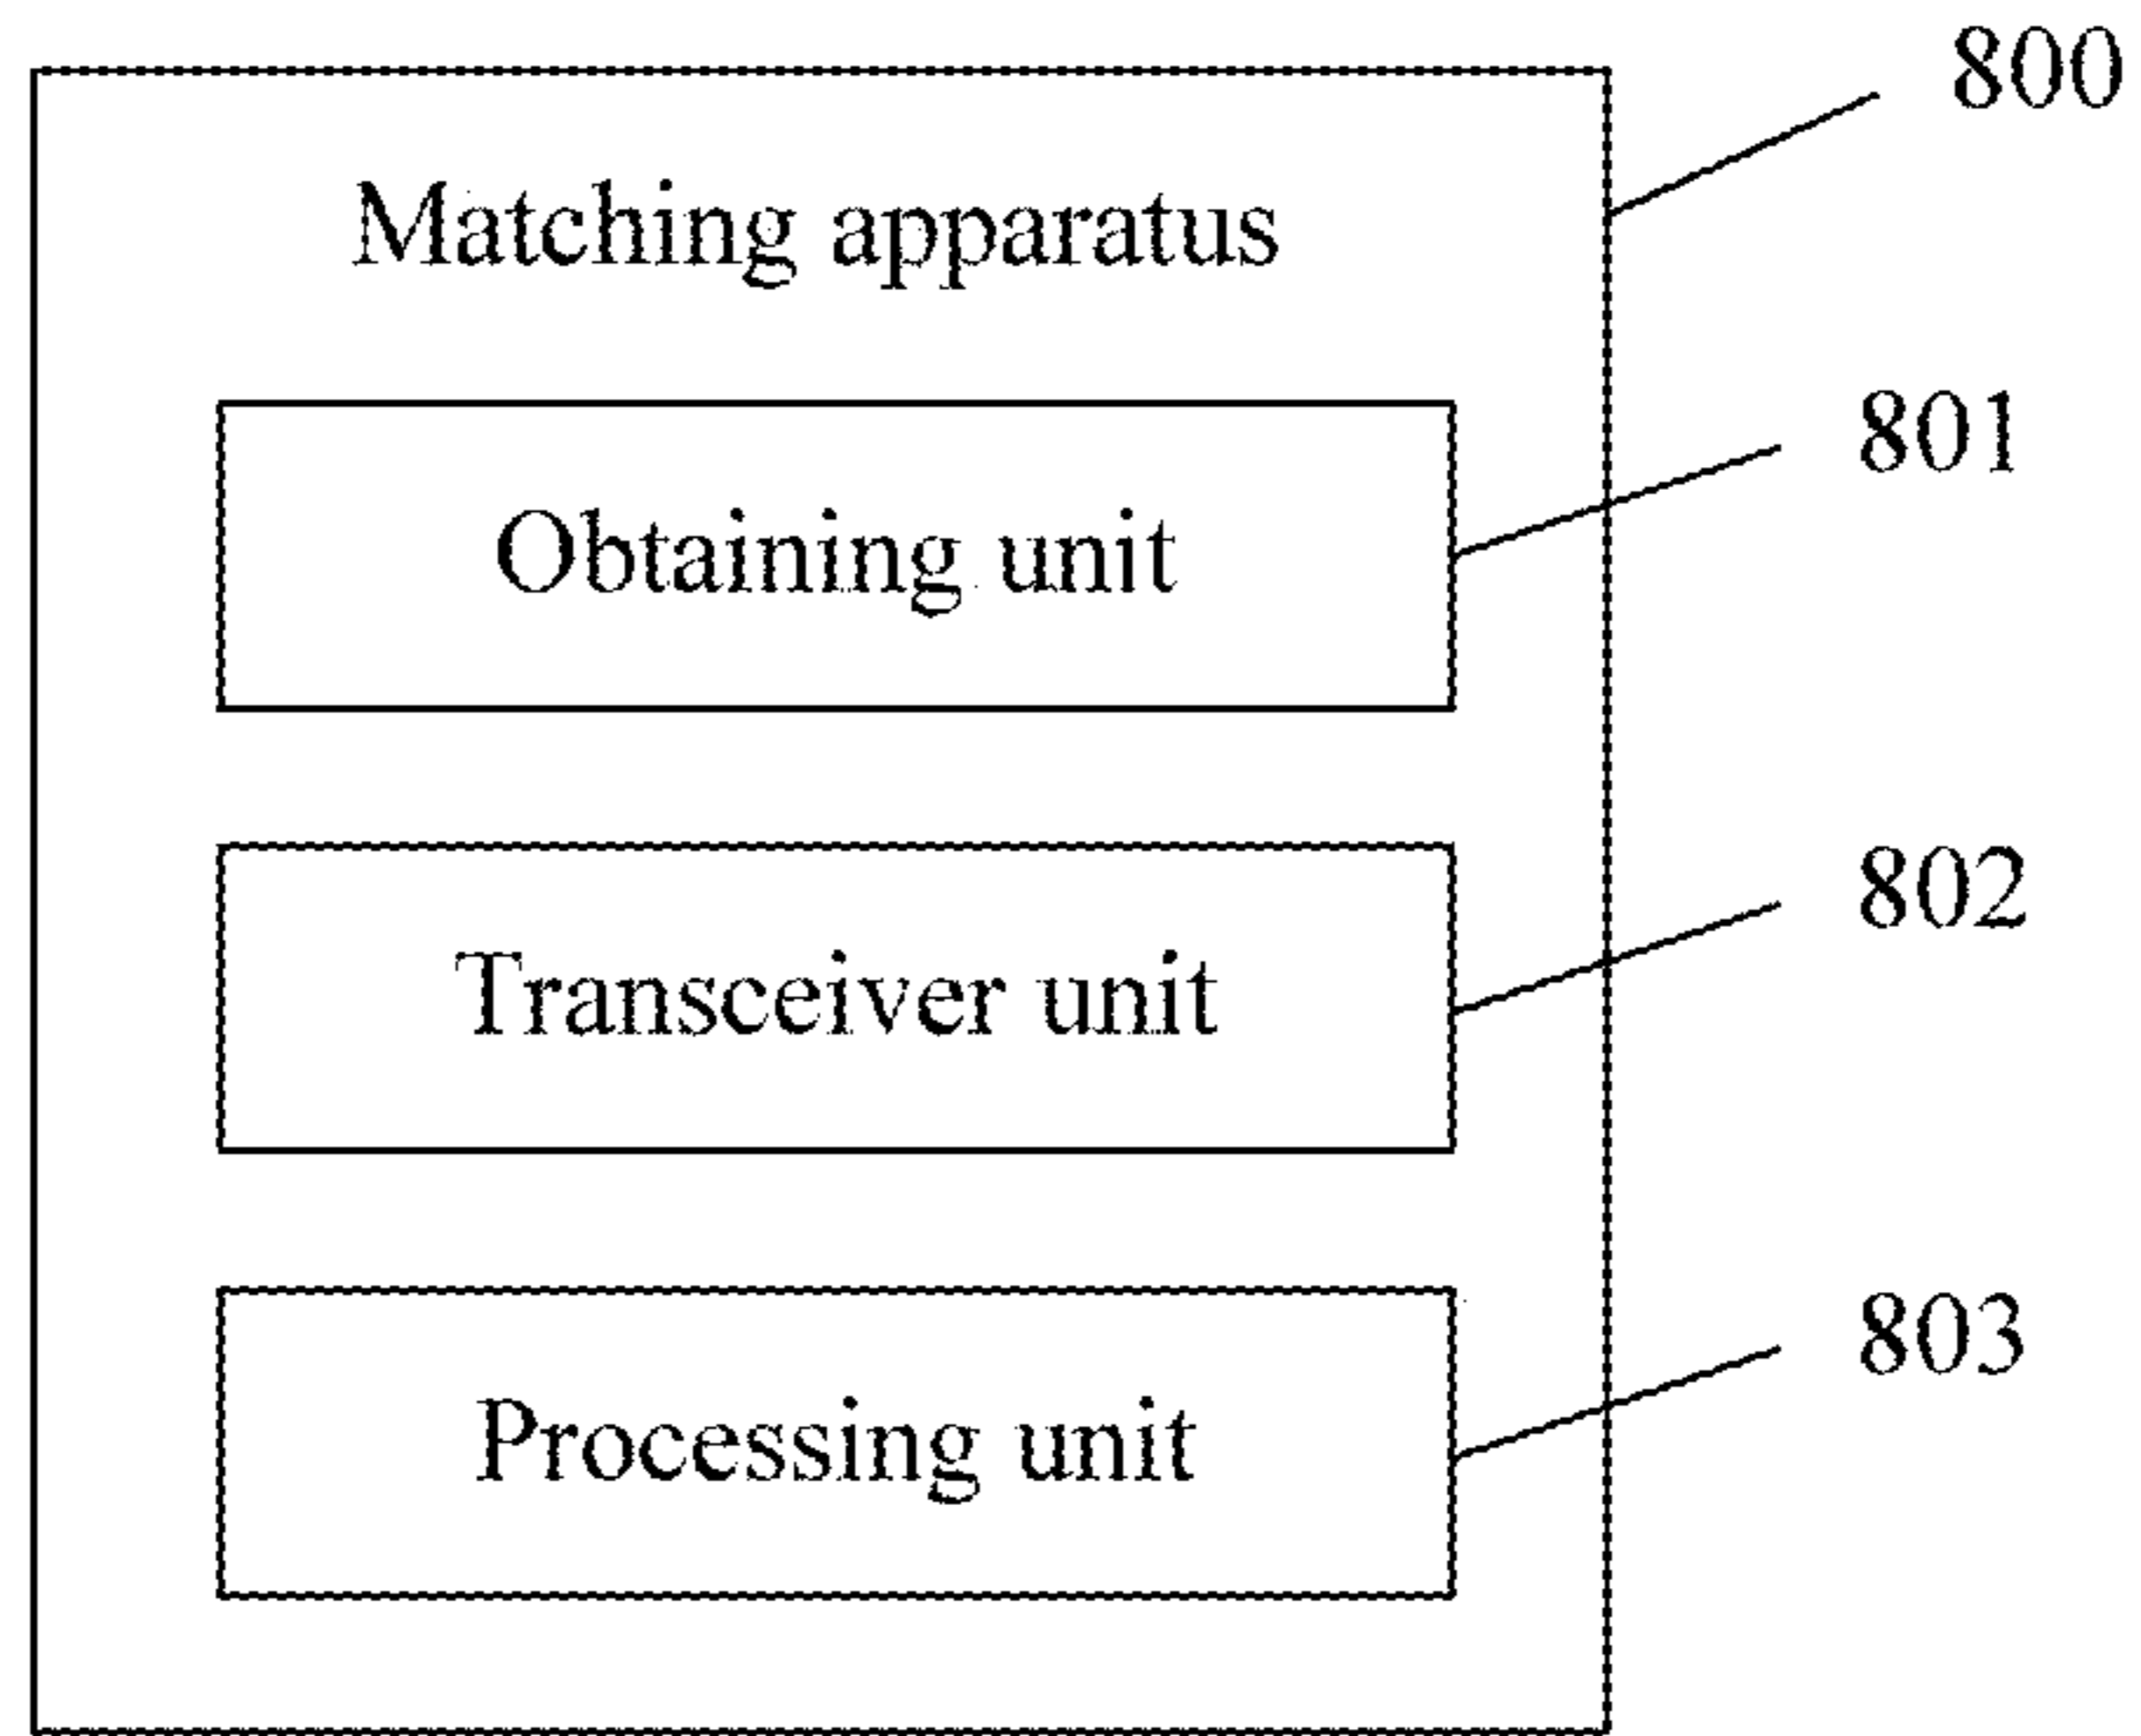 800
Matching apparatus
801
Obtaining unit
802
Transceiver unit
803
Processing unit